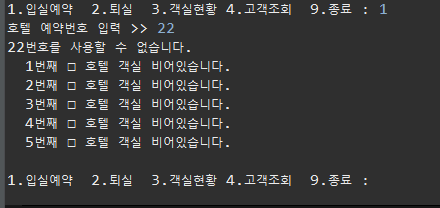 1.입실예약  2.퇴실  3.객실현황 4.고객조회  9.종료 : 1
호텔 예약번호 입력 >> 22
22번호를 사용할 수 없습니다.
1번째 □ 호텔 객실 비어있습니다.
2번째 □ 호텔 객실 비어있습니다.
3번째 □ 호텔 객실 비어있습니다.
4번째 □ 호텔 객실 비어있습니다.
5번째 □ 호텔 객실 비어있습니다.
1.입실예약  2.퇴실  3.객실현황 4.고객조회  9.종료 :